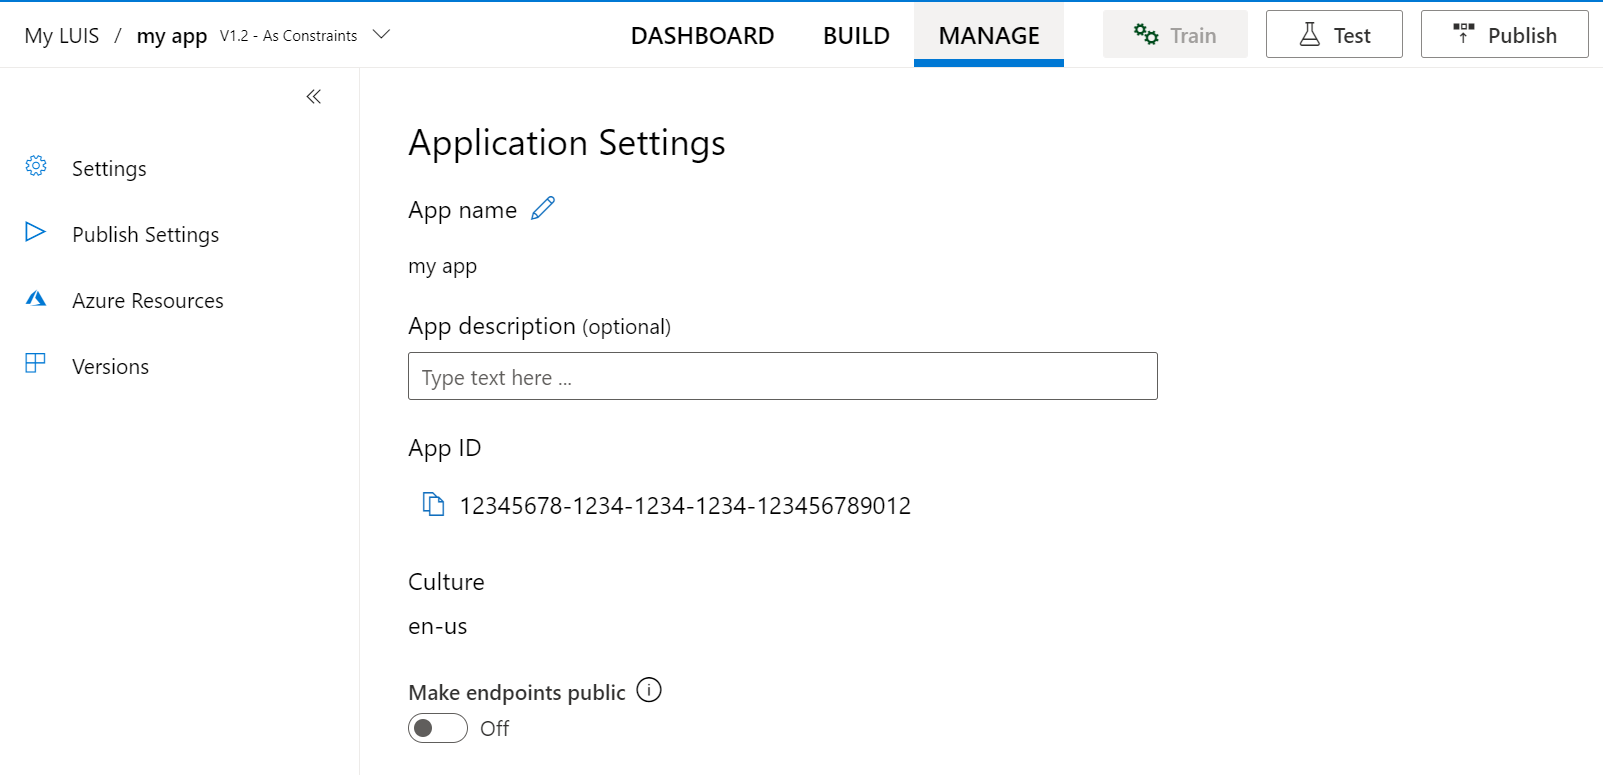 My LUIS / my app V1.2 - As Constraints
DASHBOARD BUILD MANAGE Train Test Publish
Settings
Publish Settings
Azure Resources
Versions
Application Settings
App name
my app
App description (optional)
Type text here ...
App ID
12345678-1234-1234-1234-123456789012
Culture
en-us
Make endpoints public
Off